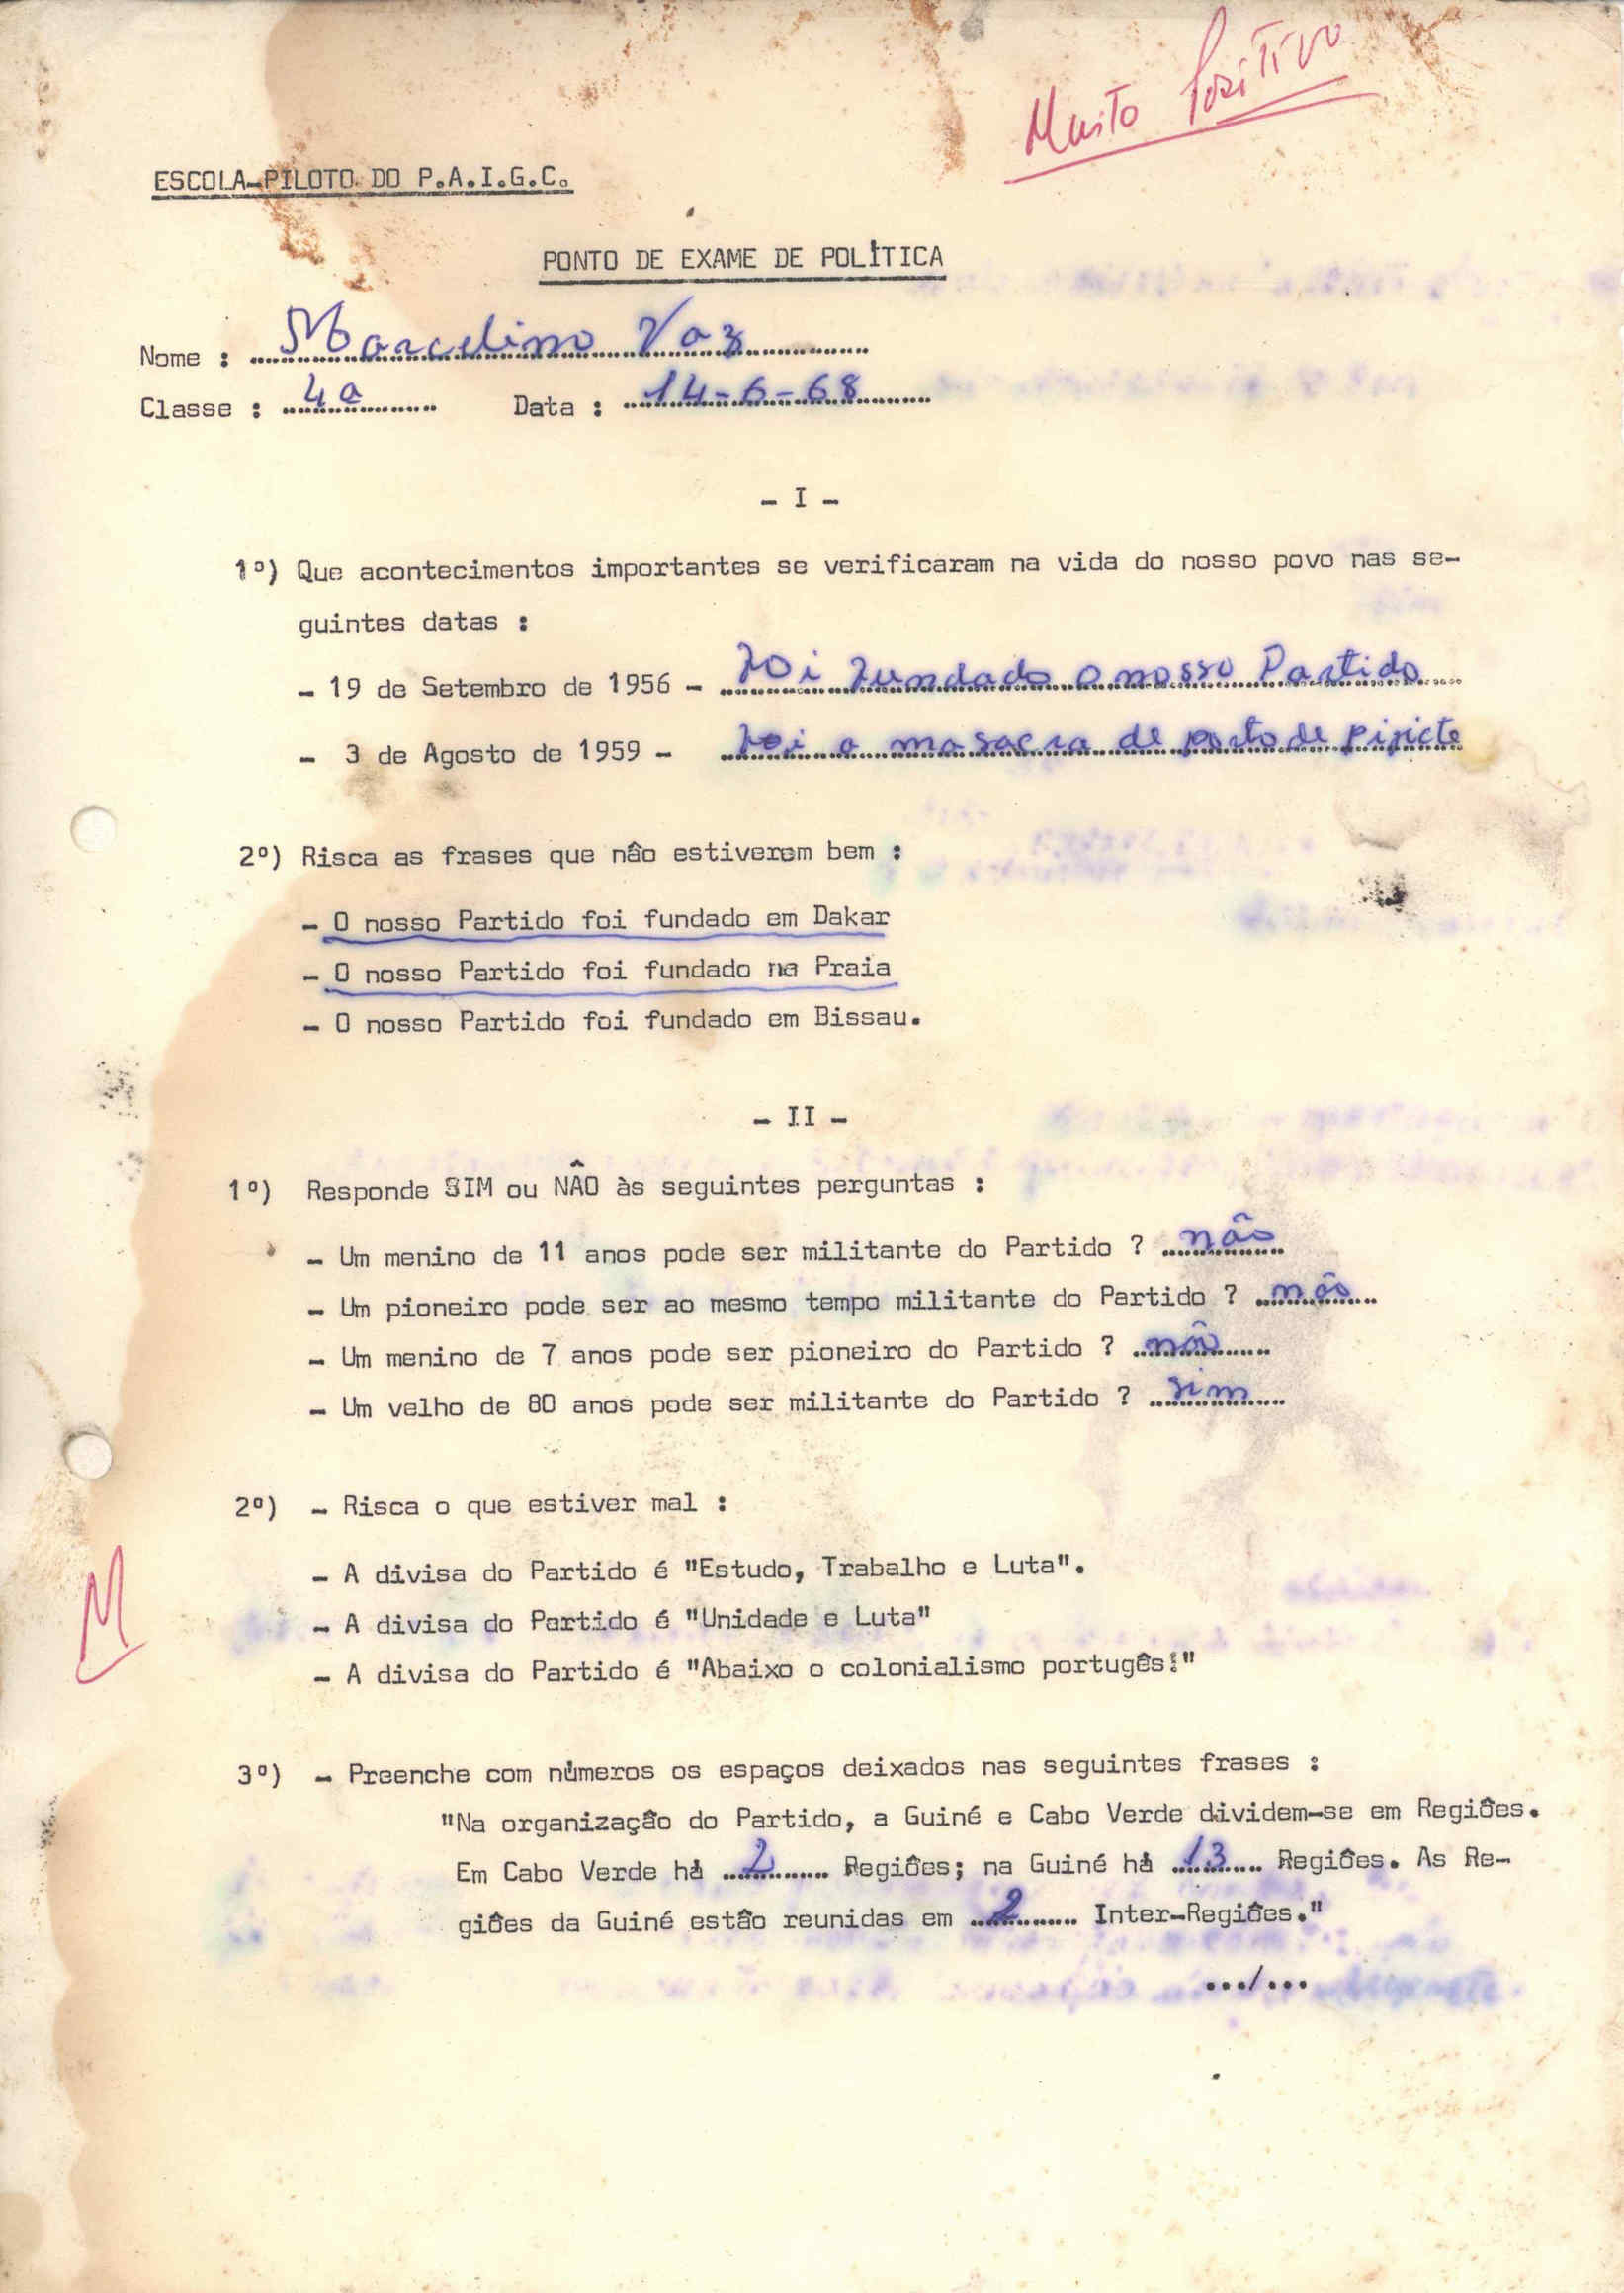 Muito Positivo
ESCOLA-PILOTO DO P.A.I.G.C.
PONTO DE EXAME DE POLÍTICA
Nome : Marcelino Vaz
Classe : 4a Data : 14-6-68
- I -
1º) Que acontecimentos importantes se verificaram na vida do nosso povo nas se-
guintes datas :
- 19 de Setembro de 1956 - Foi Fundado o nosso Partido
- 3 de Agosto de 1959 - Foi o masacra de porto de pijicte
2º) Risca as frases que não estiverem bem :
- O nosso Partido foi fundado em Dakar
- O nosso Partido foi fundado na Praia
- O nosso Partido foi fundado em Bissau.
- II -
1º) Responde SIM ou NÂO às seguintes perguntas :
- Um menino de 11 anos pode ser militante do Partido ? não
- Um pioneiro pode ser ao mesmo tempo militante do Partido ? não
- Um menino de 7 anos pode ser pioneiro do Partido ? não
- Um velho de 80 anos pode ser militante do Partido ? sim
2º) - Risca o que estiver mal :
- A divisa do Partido é "Estudo, Trabalho e Luta".
- A divisa do Partido é "Unidade e Luta"
M
- A divisa do Partido é "Abaixo o colonialismo portugês!"
3º) - Preenche com números os espaços deixados nas seguintes frases :
"Na organização do Partido, a Guiné e Cabo Verde dividem-se em Regiões.
Em Cabo Verde há 2 Regiões; na Guiné há 13 Regiões. As Re-
giões da Guiné estão reunidas em 2 Inter-Regiões."
.../...